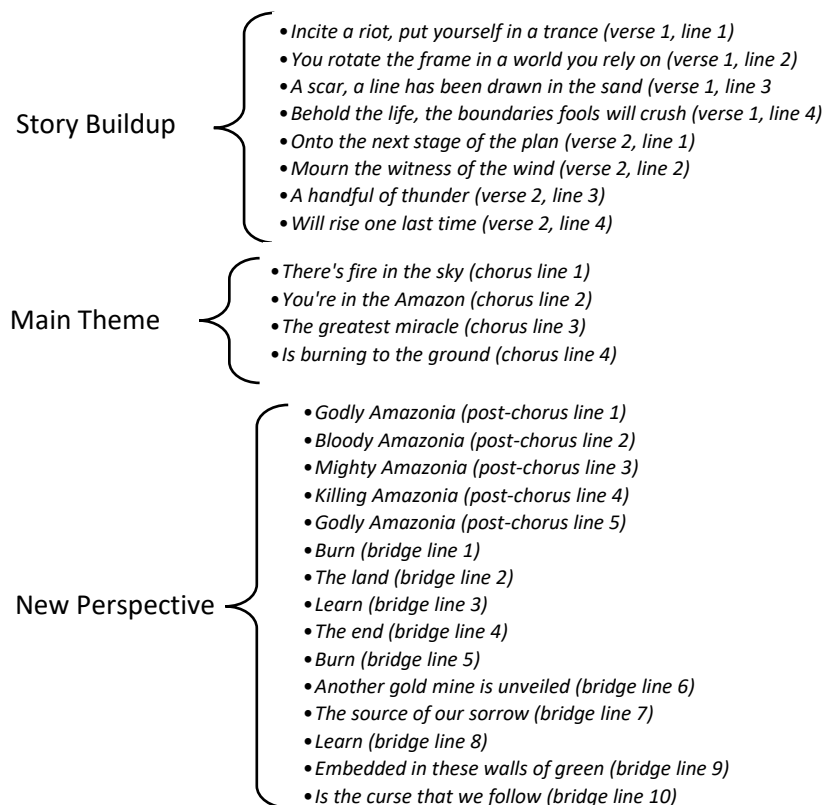 Story Buildup
•Incite a riot, put yourself in a trance (verse 1, line 1)
•You rotate the frame in a world you rely on (verse 1, line 2)
•A scar, a line has been drawn in the sand (verse 1, line 3
•Behold the life, the boundaries fools will crush (verse 1, line 4)
•Onto the next stage of the plan (verse 2, line 1)
•Mourn the witness of the wind (verse 2, line 2)
•A handful of thunder (verse 2, line 3)
•Will rise one last time (verse 2, line 4)
Main Theme
•There's fire in the sky (chorus line 1)
•You're in the Amazon (chorus line 2)
•The greatest miracle (chorus line 3)
•Is burning to the ground (chorus line 4)
New Perspective
•Godly Amazonia (post-chorus line 1)
•Bloody Amazonia (post-chorus line 2)
•Mighty Amazonia (post-chorus line 3)
•Killing Amazonia (post-chorus line 4)
•Godly Amazonia (post-chorus line 5)
•Burn (bridge line 1)
•The land (bridge line 2)
•Learn (bridge line 3)
•The end (bridge line 4)
•Burn (bridge line 5)
•Another gold mine is unveiled (bridge line 6)
•The source of our sorrow (bridge line 7)
•Learn (bridge line 8)
•Embedded in these walls of green (bridge line 9)
•Is the curse that we follow (bridge line 10)